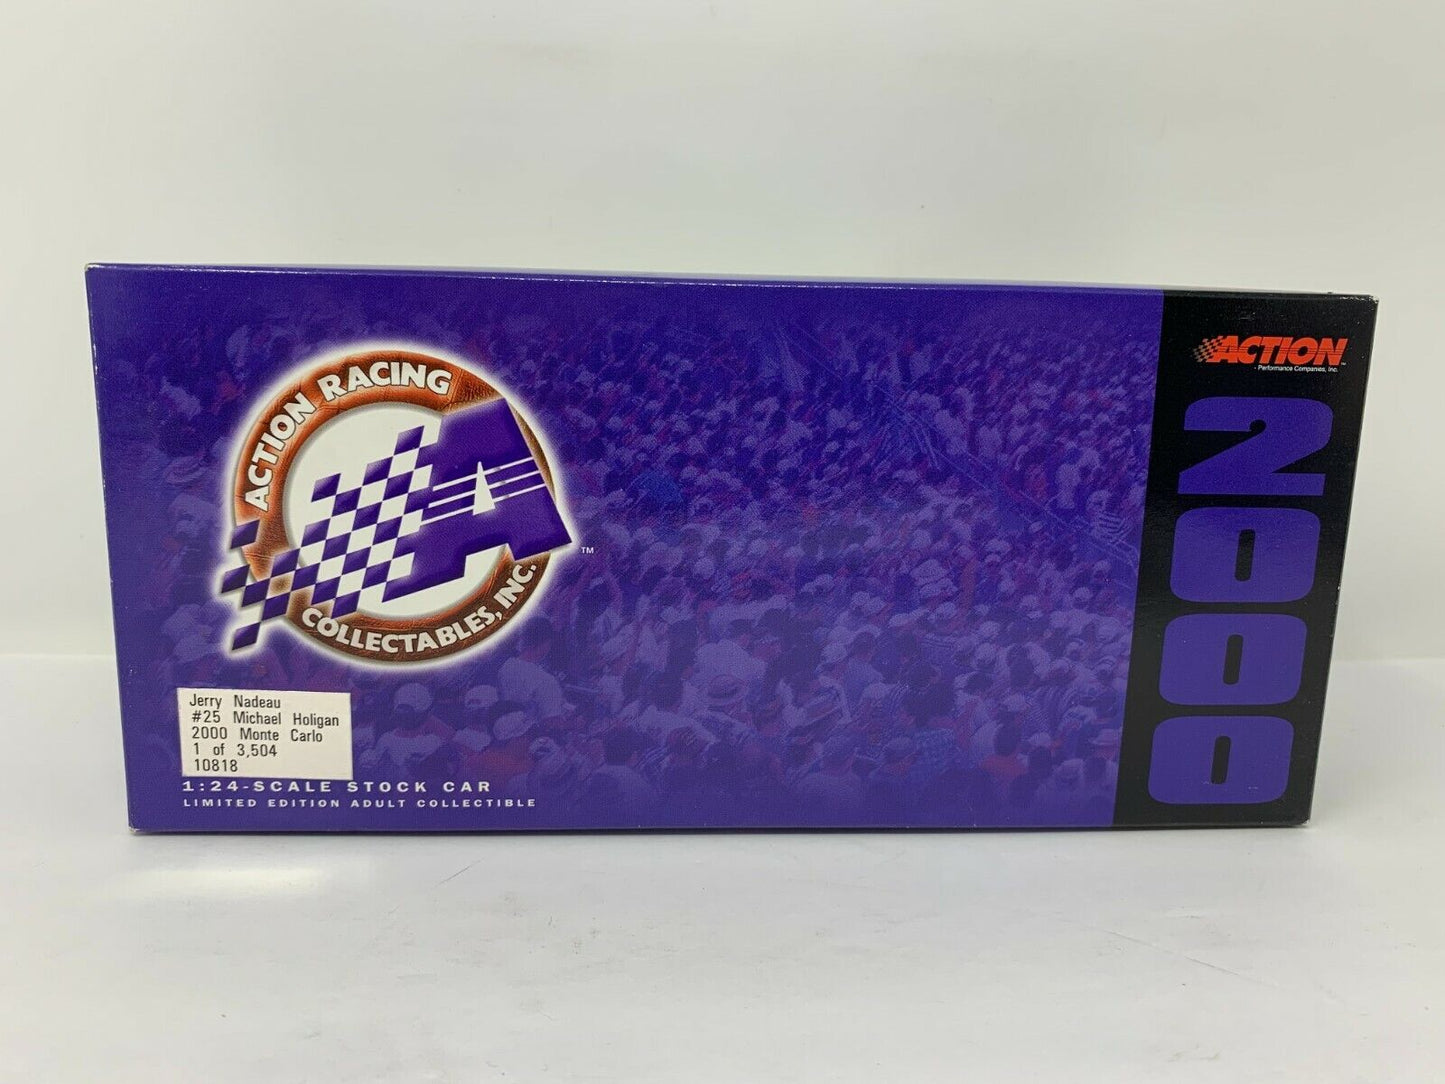 ACTION RACING
COLLECTABLES, INC.
TM
Jerry Nadeau
#25 Michael Holigan
2000 Monte Carlo
1 of 3,504
10818
1:24-SCALE STOCK CAR
LIMITED EDITION ADULT COLLECTIBLE
ACTION
Performance Companies, Inc.
2000